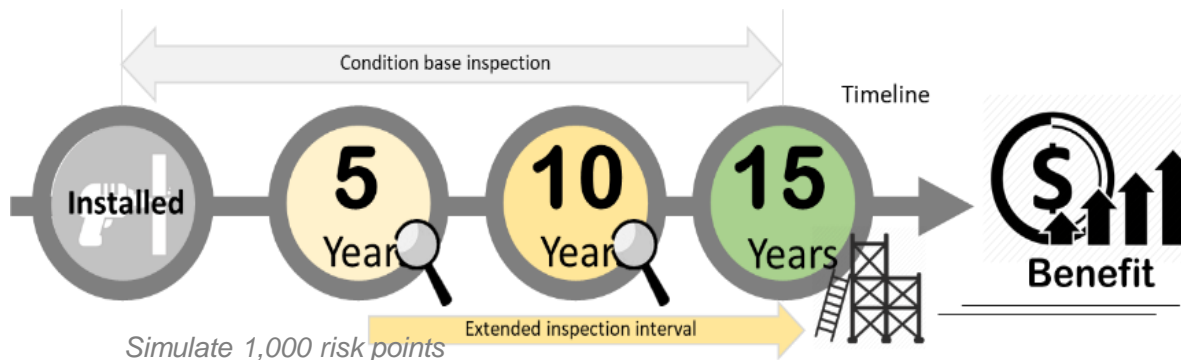 Condition base inspection
Timeline
Installed
5
Year
10
Year
15
Years
$
Benefit
Extended inspection interval
Simulate 1,000 risk points